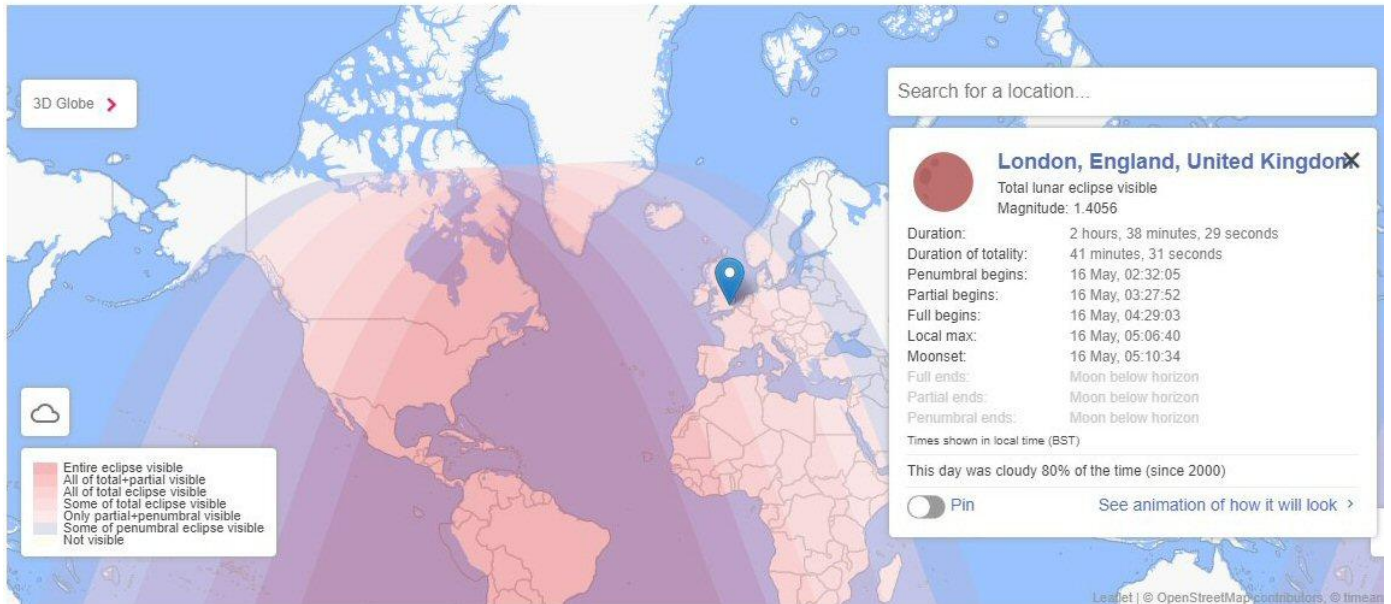 3D Globe
Search for a location...
London, England, United Kingdom
Total lunar eclipse visible
Magnitude: 1.4056
Duration: 2 hours, 38 minutes, 29 seconds
Duration of totality: 41 minutes, 31 seconds
Penumbral begins: 16 May, 02:32:05
Partial begins: 16 May, 03:27:52
Full begins: 16 May, 04:29:03
Local max: 16 May, 05:06:40
Moonset: 16 May, 05:10:34
Full ends: Moon below horizon
Partial ends: Moon below horizon
Penumbral ends: Moon below horizon
Times shown in local time (BST)
This day was cloudy 80% of the time (since 2000)
Pin See animation of how it will look >
Entire eclipse visible
All of total+partial visible
All of total eclipse visible
Some of total eclipse visible
Only partial+penumbral visible
Some of penumbral eclipse visible
Not visible
Leaflet | © OpenStreetMap contributors, © timean